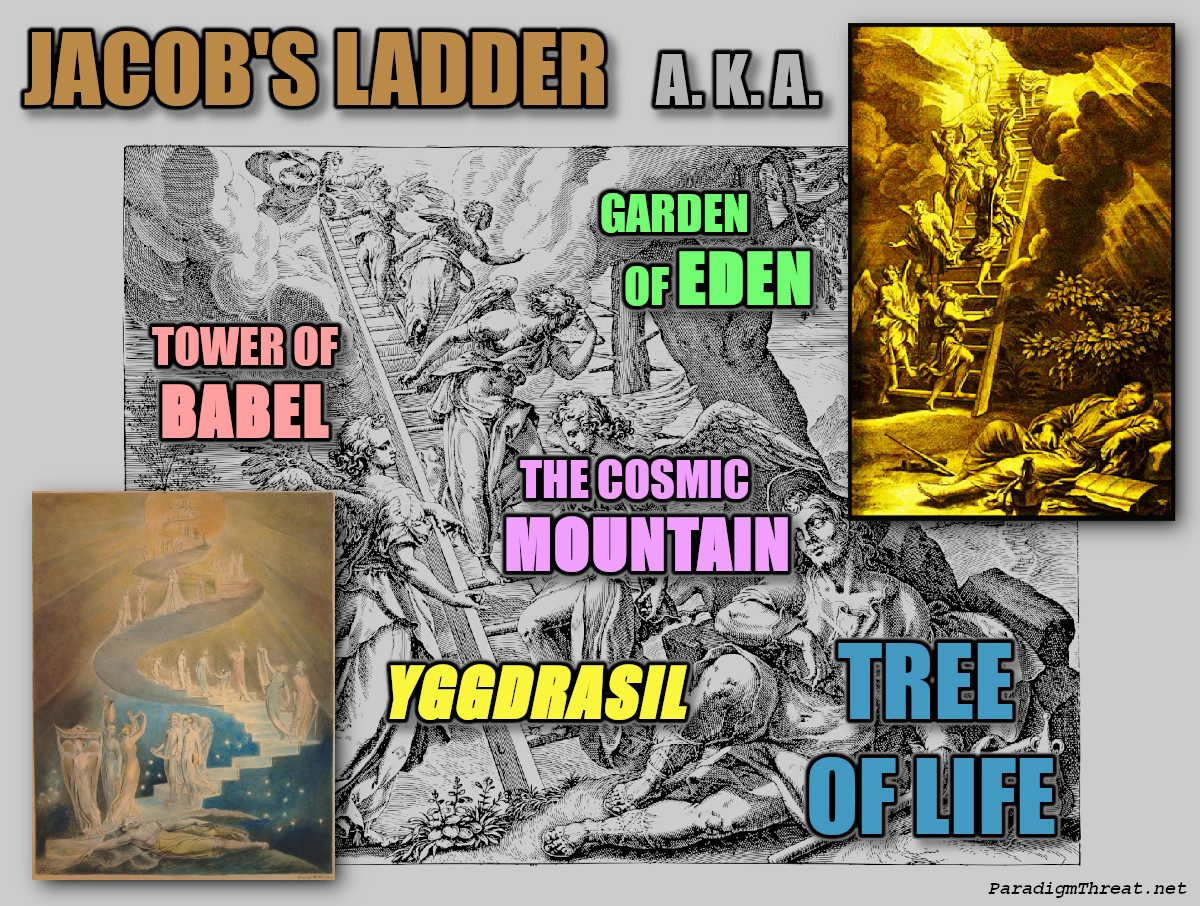 JACOB'S LADDER A. K. A.
GARDEN
OF EDEN
TOWER OF
BABEL
THE COSMIC
MOUNTAIN
YGGDRASIL
TREE
OF LIFE
ParadigmThreat.net